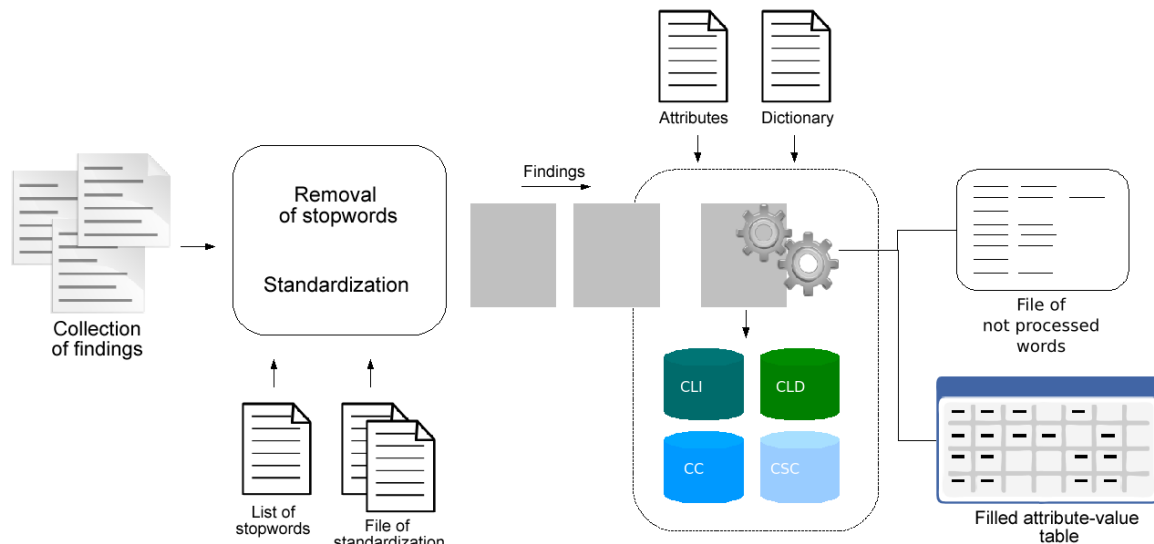 Attributes
Dictionary
Findings
Removal
of stopwords
Standardization
Collection
of findings
CLI
CLD
CC
CSC
File of
not processed
words
List of
stopwords
File of
standardization
Filled attribute-value
table